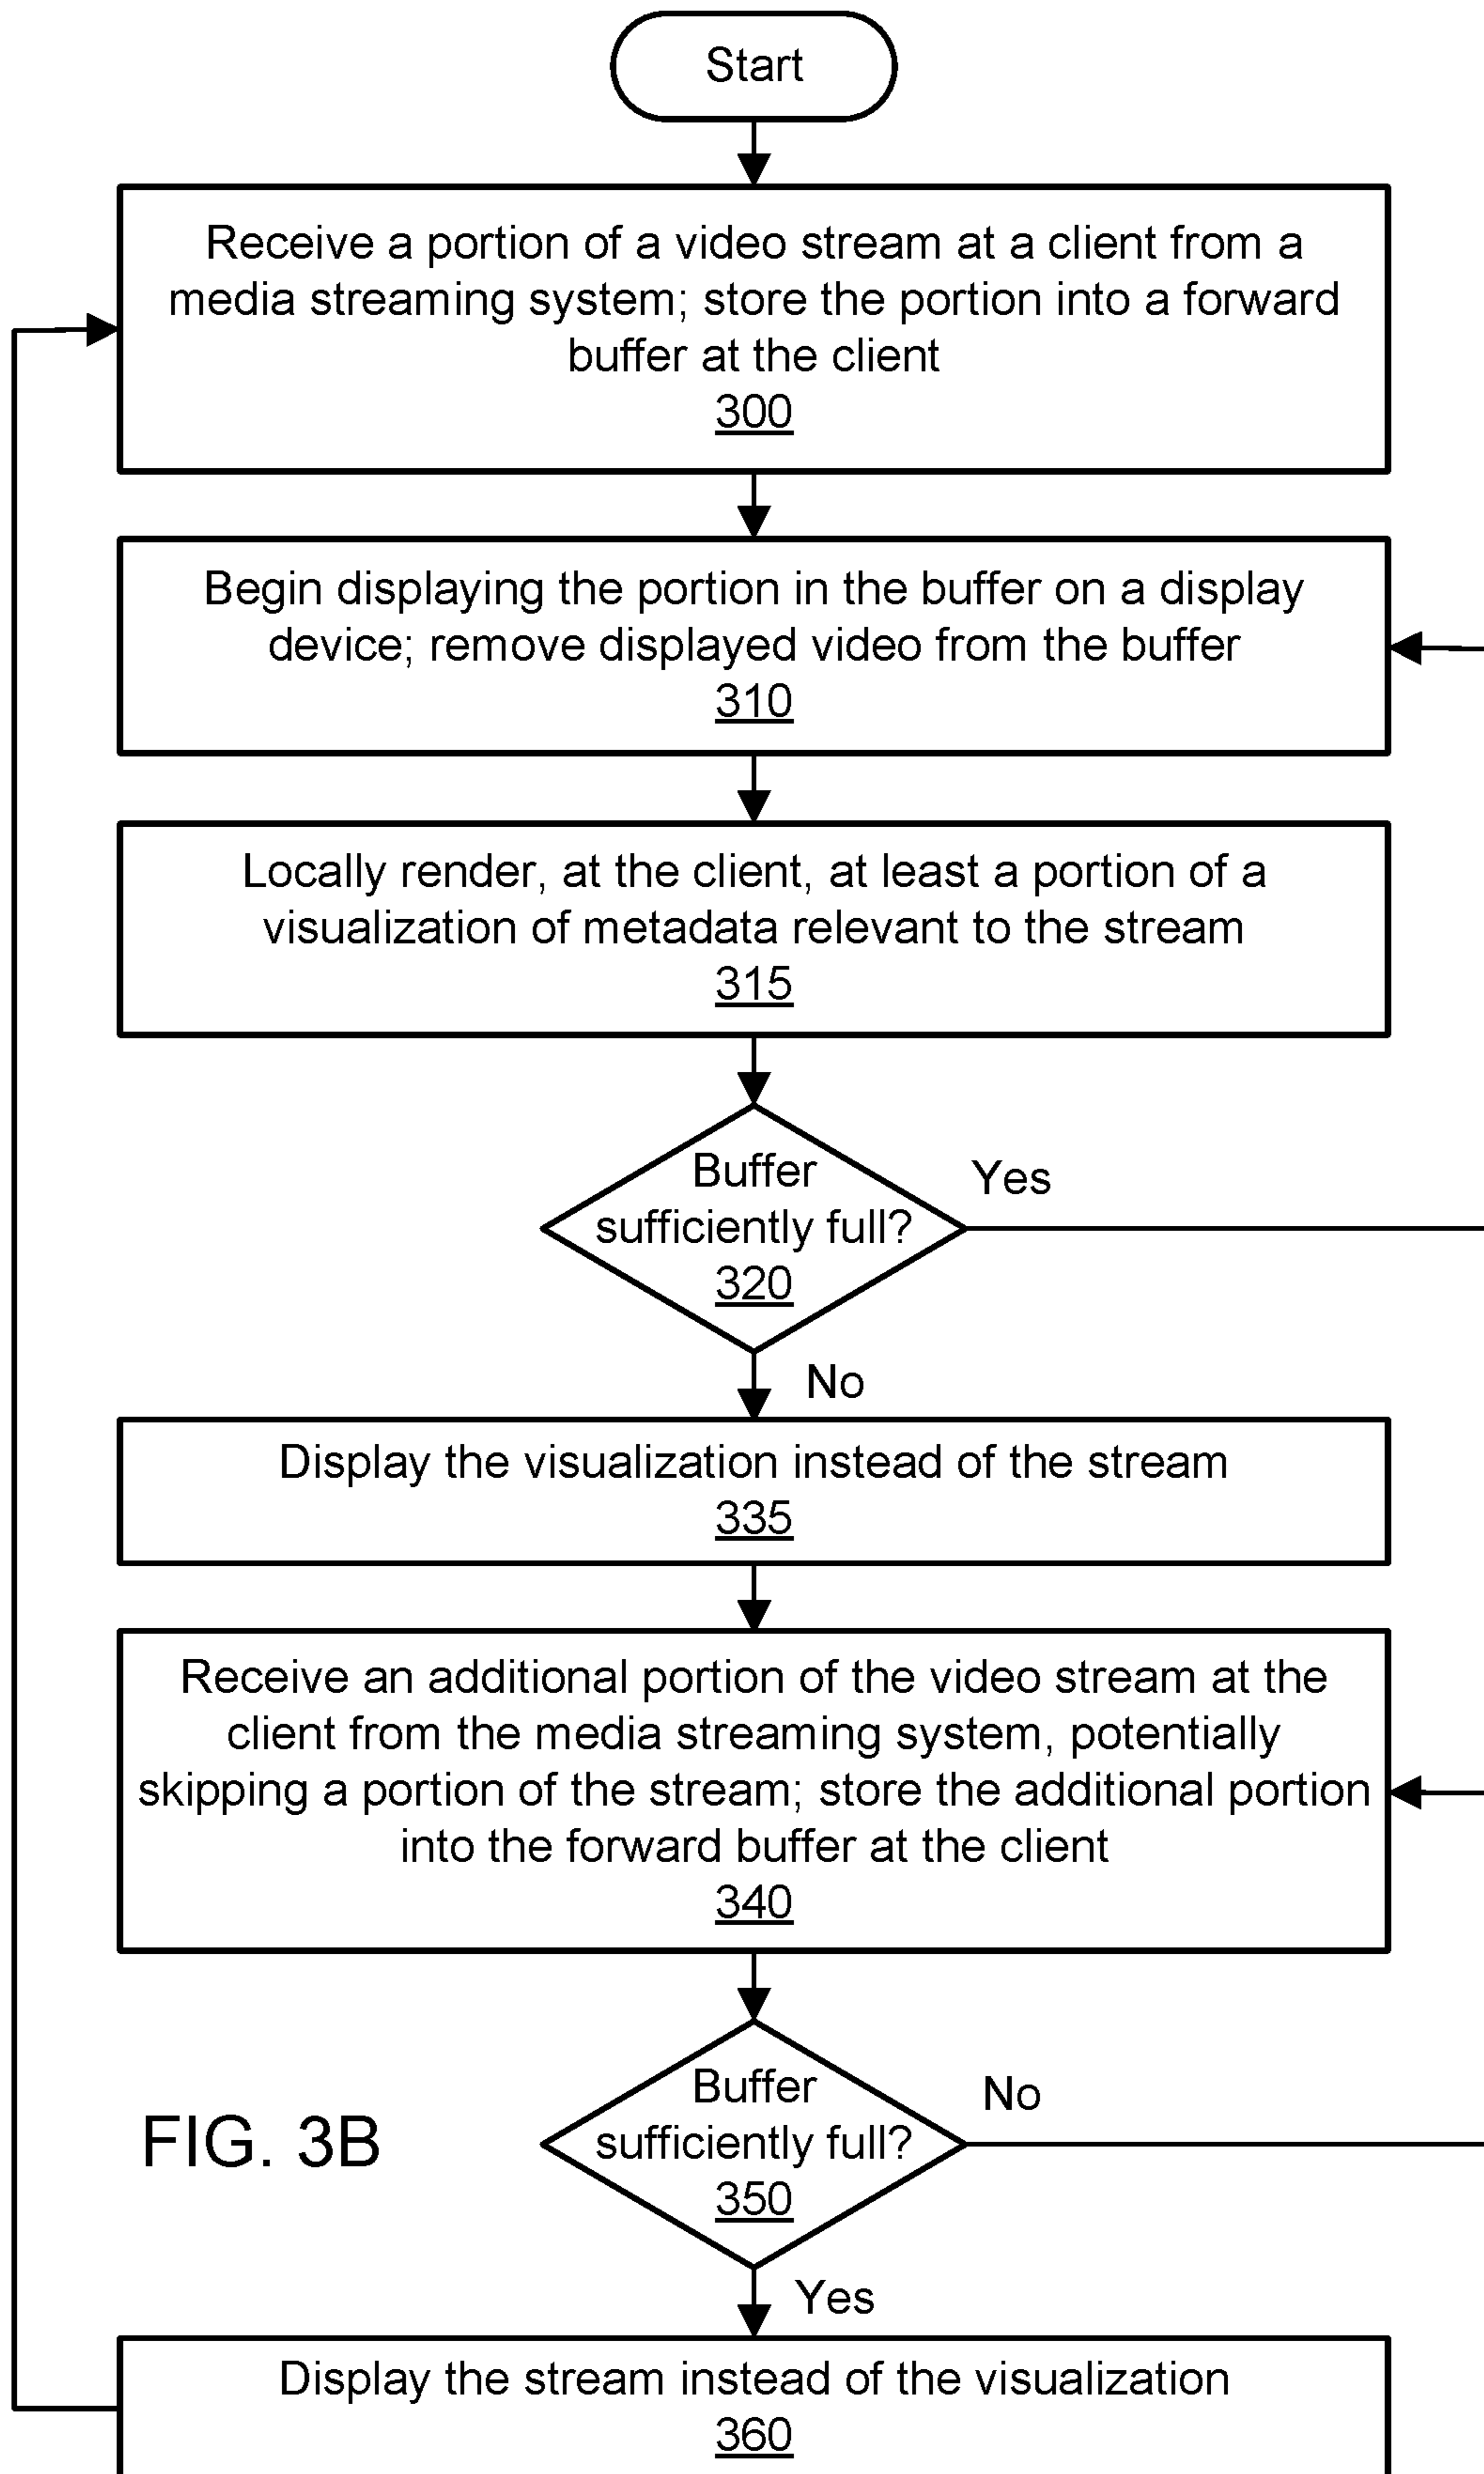 Start
Receive a portion of a video stream at a client from a
media streaming system; store the portion into a forward
buffer at the client
300
Begin displaying the portion in the buffer on a display
device; remove displayed video from the buffer
310
Locally render, at the client, at least a portion of a
visualization of metadata relevant to the stream
315
Buffer
sufficiently full?
320
Yes
No
Display the visualization instead of the stream
335
Receive an additional portion of the video stream at the
client from the media streaming system, potentially
skipping a portion of the stream; store the additional portion
into the forward buffer at the client
340
Buffer
sufficiently full?
350
No
FIG. 3B
Yes
Display the stream instead of the visualization
360